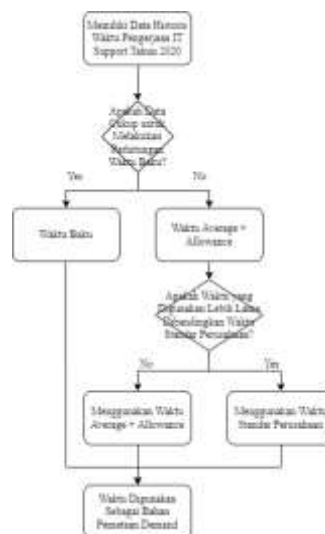 Memiliki Data Historis
Waktu Pengerjaan IT
Support Tahun 2020
Apakah Data
Cukup untuk
Melakukan
Perhitungan
Waktu Baku?
Yes
No
Waktu Baku
Waktu Average +
Allowance
Apakah Waktu yang
Digunakan Lebih Lama
Dibandingkan Waktu
Standar Perusahaan?
No
Yes
Menggunakan Waktu
Average + Allowance
Menggunakan Waktu
Standar Perusahaan
Waktu Digunakan
Sebagai Bahan
Pemetaan Demand